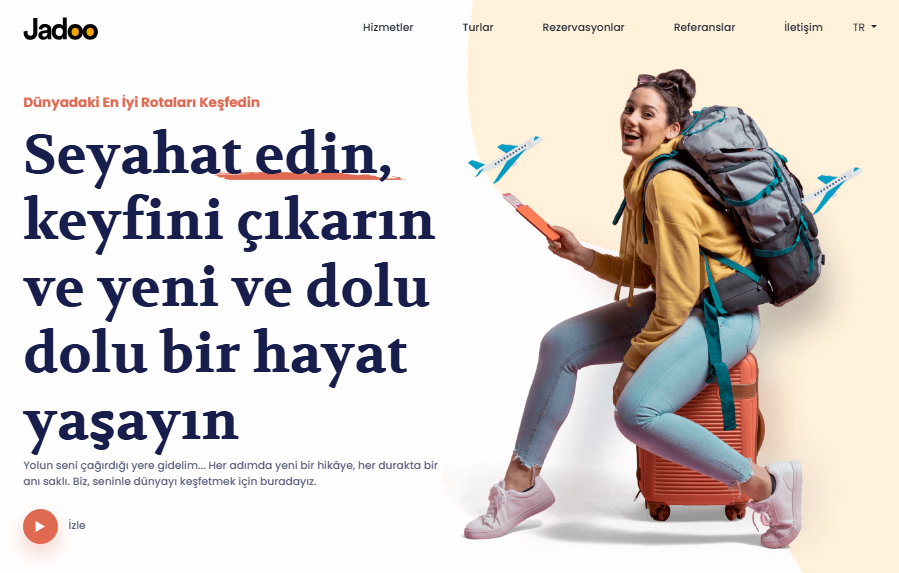 Jadoo
Hizmetler
Turlar
Rezervasyonlar
Referanslar
İletişim
TR
Dünyadaki En İyi Rotaları Keşfedin
Seyahat edin,
keyfini çıkarın
ve yeni ve dolu
dolu bir hayat
yaşayın
Yolun seni çağırdığı yere gidelim... Her adımda yeni bir hikâye, her durakta bir
anı saklı. Biz, seninle dünyayı keşfetmek için buradayız.
İzle